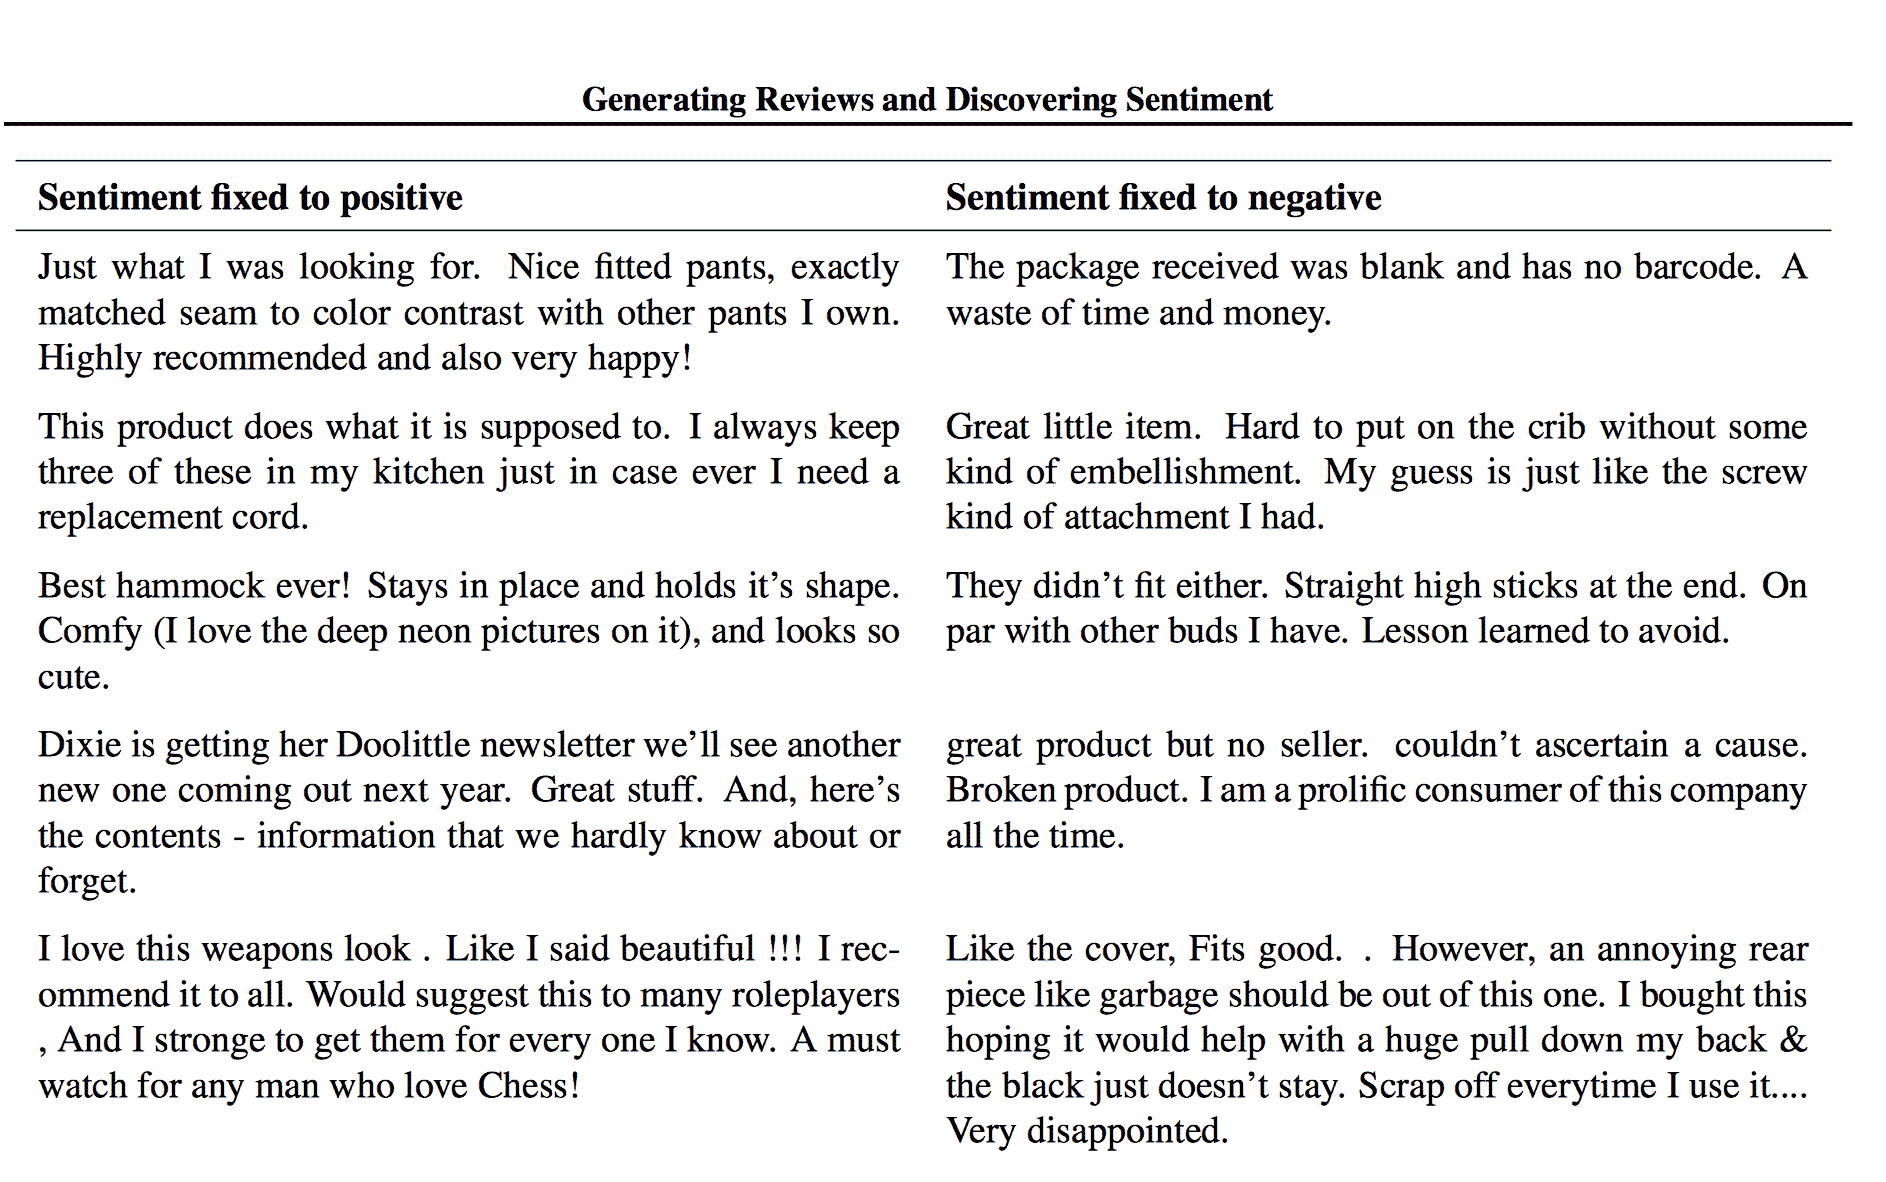 Generating Reviews and Discovering Sentiment
Sentiment fixed to positive
Sentiment fixed to negative
Just what I was looking for. Nice fitted pants, exactly
matched seam to color contrast with other pants I own.
Highly recommended and also very happy!
The package received was blank and has no barcode. A
waste of time and money.
This product does what it is supposed to. I always keep
three of these in my kitchen just in case ever I need a
replacement cord.
Great little item. Hard to put on the crib without some
kind of embellishment. My guess is just like the screw
kind of attachment I had.
Best hammock ever! Stays in place and holds it's shape.
Comfy (I love the deep neon pictures on it), and looks so
cute.
They didn't fit either. Straight high sticks at the end. On
par with other buds I have. Lesson learned to avoid.
Dixie is getting her Doolittle newsletter we'll see another
new one coming out next year. Great stuff. And, here's
the contents - information that we hardly know about or
forget.
great product but no seller. couldn't ascertain a cause.
Broken product. I am a prolific consumer of this company
all the time.
I love this weapons look . Like I said beautiful !!! I rec-
ommend it to all. Would suggest this to many roleplayers
, And I stronge to get them for every one I know. A must
watch for any man who love Chess!
Like the cover, Fits good. . However, an annoying rear
piece like garbage should be out of this one. I bought this
hoping it would help with a huge pull down my back &
the black just doesn't stay. Scrap off everytime I use it....
Very disappointed.